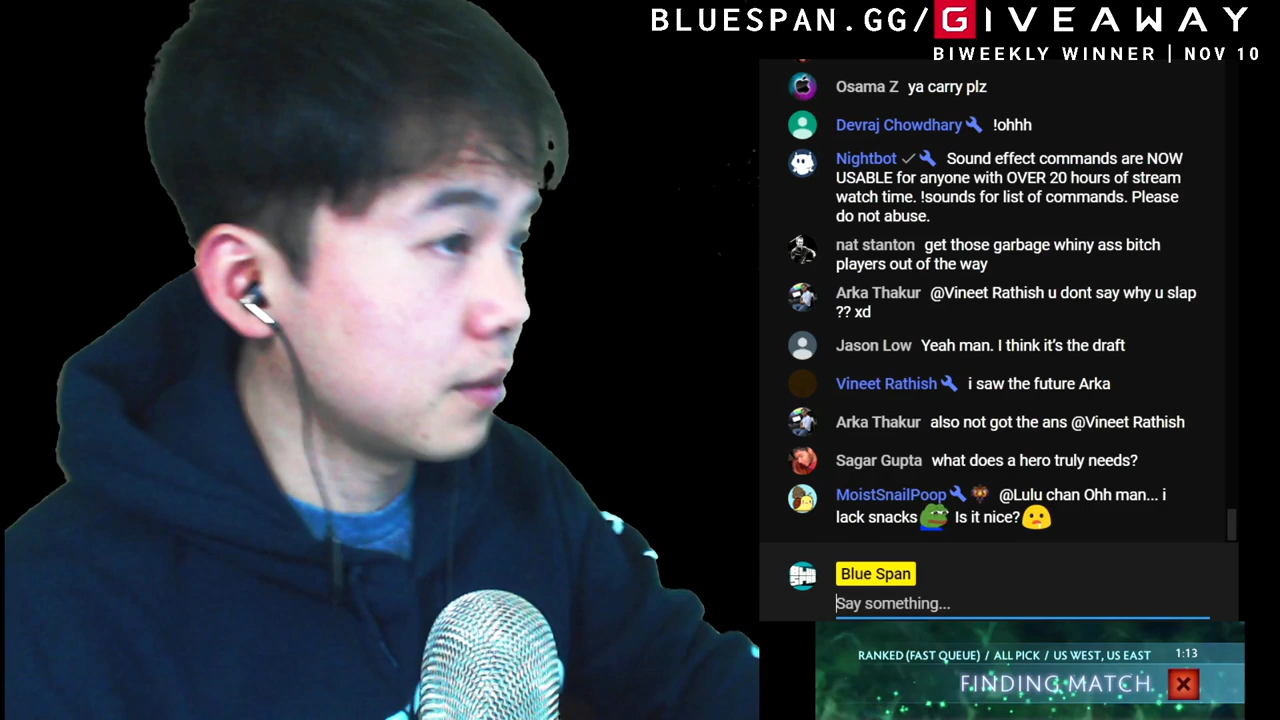 BLUESPAN.GG/GIVEAWAY
BIWEEKLY WINNER | NOV 10
Osama Z ya carry plz
Devraj Chowdhary !ohhh
Nightbot Sound effect commands are NOW
USABLE for anyone with OVER 20 hours of stream
watch time. !sounds for list of commands. Please
do not abuse.
nat stanton get those garbage whiny ass bitch
players out of the way
Arka Thakur @Vineet Rathish u dont say why u slap
?? xd
Jason Low Yeah man. I think it's the draft
Vineet Rathish i saw the future Arka
Arka Thakur also not got the ans @Vineet Rathish
Sagar Gupta what does a hero truly needs?
MoistSnailPoop @Lulu chan Ohh man... i
lack snacks Is it nice?
Blue Span
Say something...
RANKED (FAST QUEUE) / ALL PICK / US WEST, US EAST 1:13
FINDING MATCH